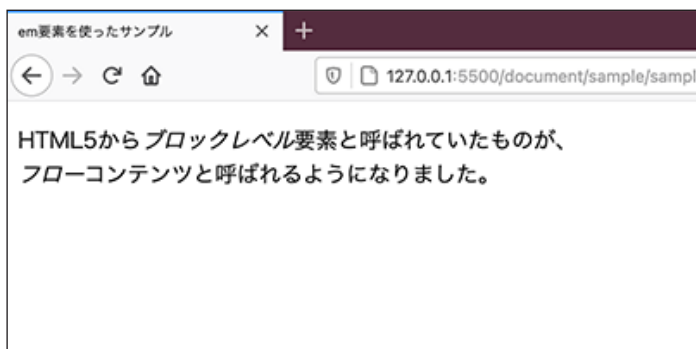 em要素を使ったサンプル
127.0.0.1:5500/document/sample/sampl
HTML5からブロックレベル要素と呼ばれていたものが、
フローコンテンツと呼ばれるようになりました。